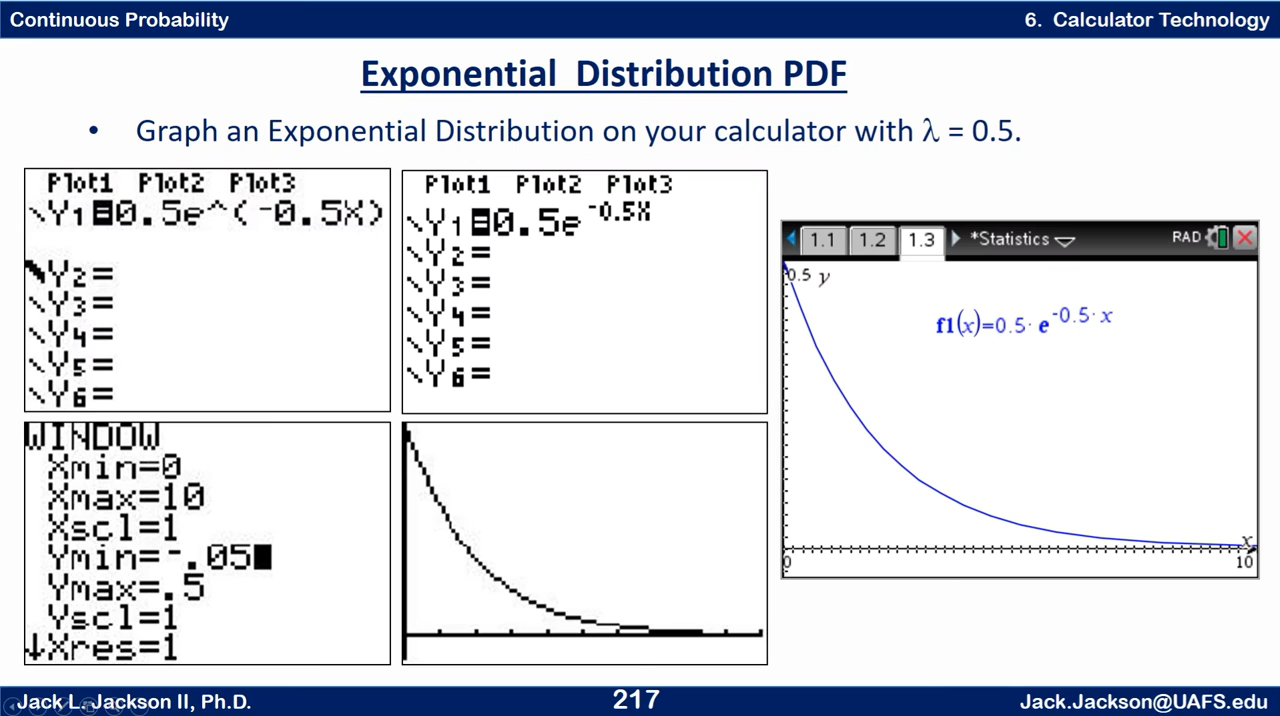 Continuous Probability
6. Calculator Technology
Exponential Distribution PDF
• Graph an Exponential Distribution on your calculator with λ = 0.5.
Plot1 Plot2 Plot3
\Y1=0.5e^(-0.5X)
\Y2=
\Y3=
\Y4=
\Y5=
\Y6=
Plot1 Plot2 Plot3
\Y1=0.5e^-0.5X
\Y2=
\Y3=
\Y4=
\Y5=
\Y6=
1.1 1.2 1.3 *Statistics RAD
0.5 y
f1(x)=0.5· e^-0.5· x
x
0 10
WINDOW
Xmin=0
Xmax=10
Xscl=1
Ymin=-.05
Ymax=.5
Yscl=1
↓Xres=1
Jack L. Jackson II, Ph.D.
217
Jack.Jackson@UAFS.edu